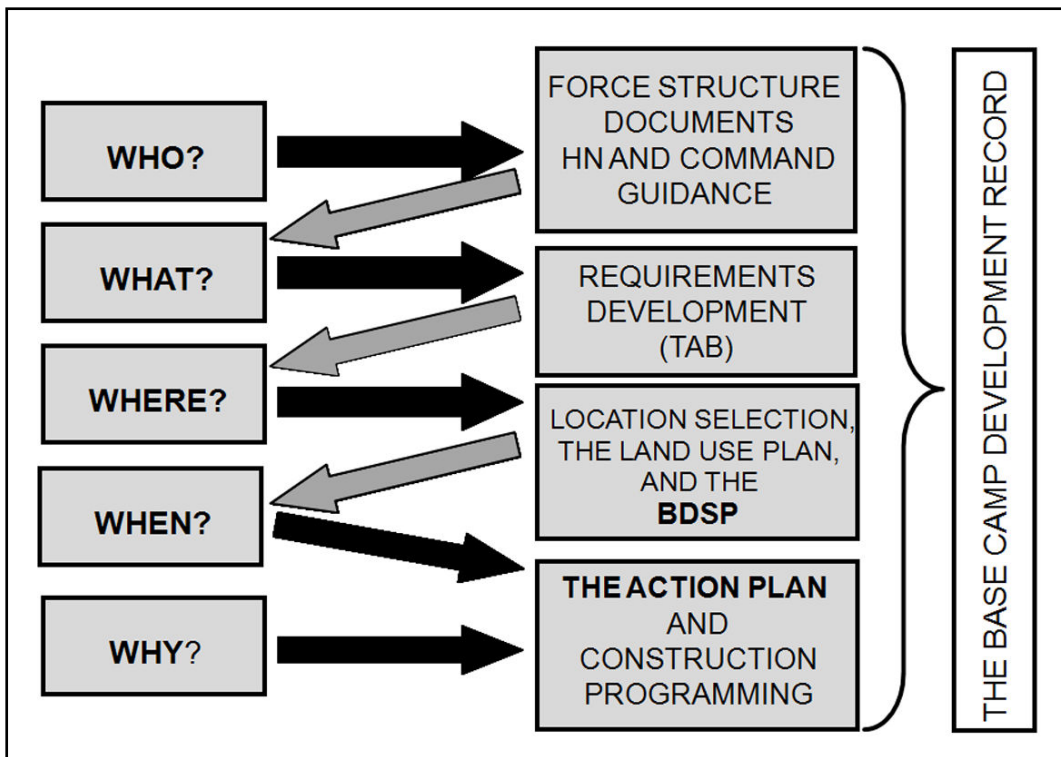 WHO?
WHAT?
WHERE?
WHEN?
WHY?
FORCE STRUCTURE
DOCUMENTS
HN AND COMMAND
GUIDANCE
REQUIREMENTS
DEVELOPMENT
(TAB)
LOCATION SELECTION,
THE LAND USE PLAN,
AND THE
BDSP
THE ACTION PLAN
AND
CONSTRUCTION
PROGRAMMING
THE BASE CAMP DEVELOPMENT RECORD